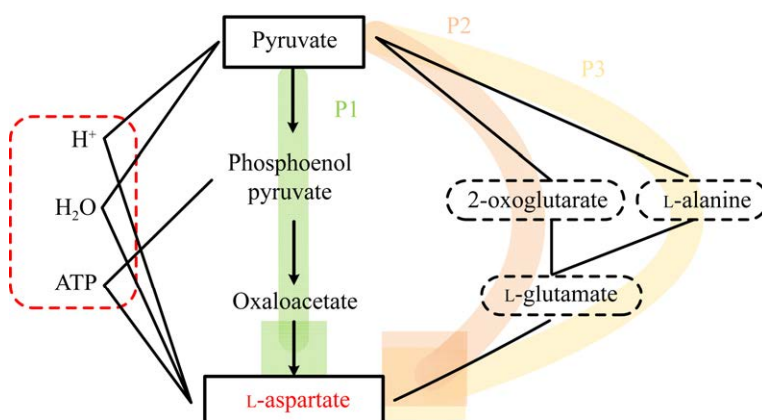 Pyruvate
P2
P3
P1
H+
Phosphoenol
pyruvate
2-oxoglutarate
L-alanine
H2O
ATP
Oxaloacetate
L-glutamate
L-aspartate